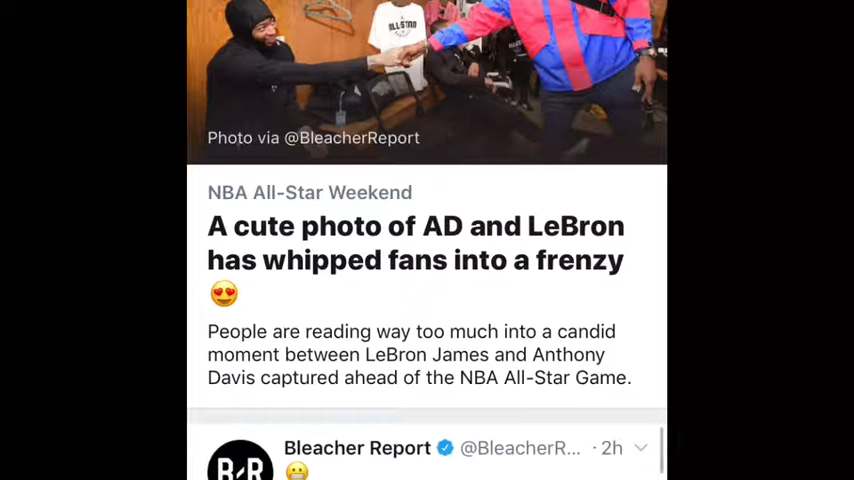 ALL-STAR
Photo via @BleacherReport
NBA All-Star Weekend
A cute photo of AD and LeBron
has whipped fans into a frenzy
😍
People are reading way too much into a candid
moment between LeBron James and Anthony
Davis captured ahead of the NBA All-Star Game.
Bleacher Report @BleacherR... · 2h
B/R
😬